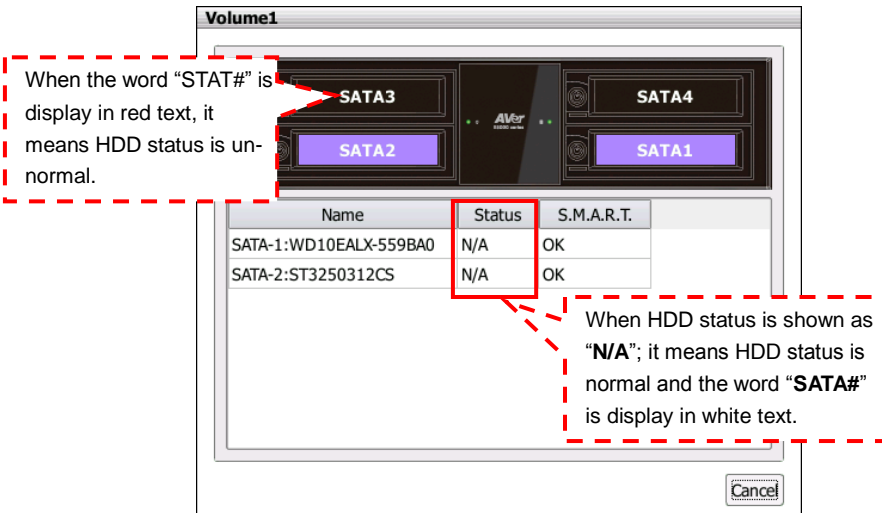 Volume1
When the word “STAT#” is
display in red text, it
means HDD status is un-
normal.
SATA3
SATA4
AVer
SATA2
SATA1
Name Status S.M.A.R.T.
SATA-1:WD10EALX-559BA0 N/A OK
SATA-2:ST3250312CS N/A OK
When HDD status is shown as
“N/A”; it means HDD status is
normal and the word “SATA#”
is display in white text.
Cancel